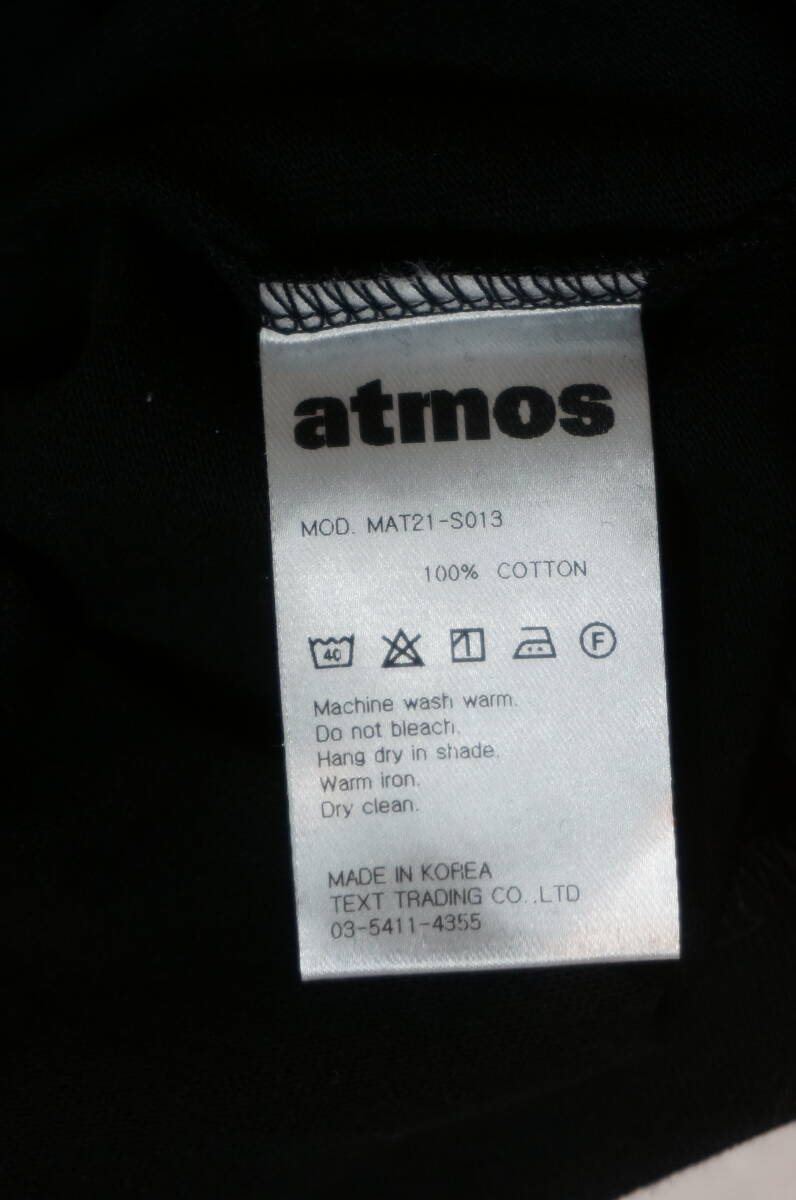 atmos
MOD. MAT21-S013
100% COTTON
40 F
Machine wash warm.
Do not bleach.
Hang dry in shade.
Warm iron.
Dry clean.
MADE IN KOREA
TEXT TRADING CO.,LTD
03-5411-4355